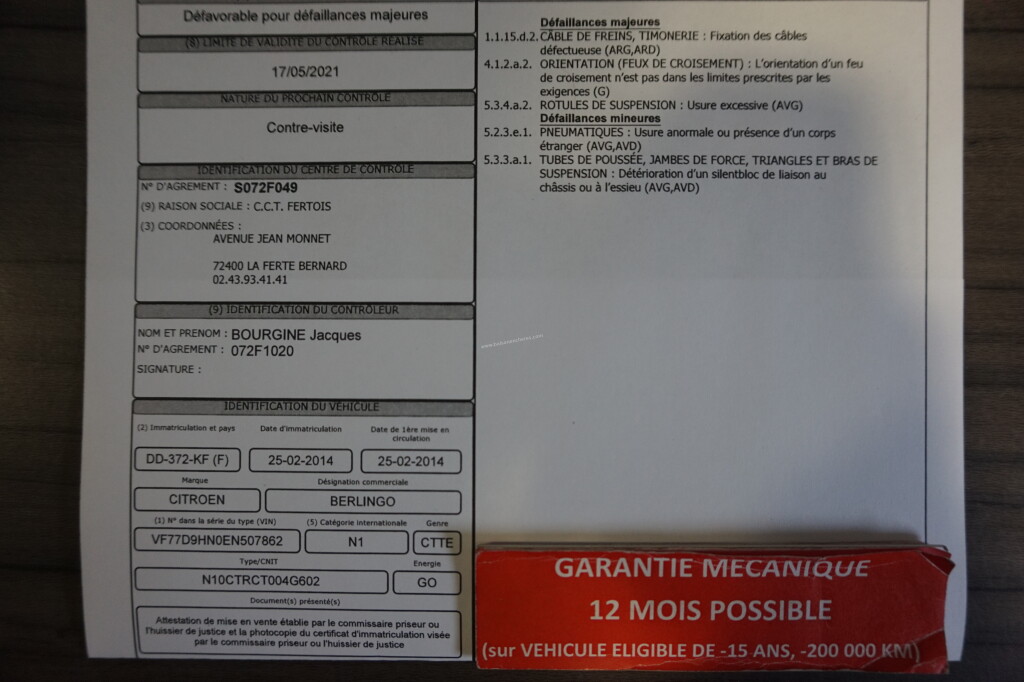 Défavorable pour défaillances majeures
(8) LIMITE DE VALIDITÉ DU CONTRÔLE RÉALISÉ
17/05/2021
NATURE DU PROCHAIN CONTRÔLE
Contre-visite
IDENTIFICATION DU CENTRE DE CONTRÔLE
N° D'AGREMENT : S072F049
(9) RAISON SOCIALE : C.C.T. FERTOIS
(3) COORDONNÉES :
AVENUE JEAN MONNET
72400 LA FERTE BERNARD
02.43.93.41.41
(9) IDENTIFICATION DU CONTRÔLEUR
NOM ET PRENOM : BOURGINE Jacques
N° D'AGREMENT : 072F1020
SIGNATURE :
IDENTIFICATION DU VÉHICULE
(2) Immatriculation et pays
Date d'immatriculation
Date de 1ère mise en
circulation
DD-372-KF (F)
25-02-2014
25-02-2014
Marque
Désignation commerciale
CITROEN
BERLINGO
(1) N° dans la série du type (VIN)
(5) Catégorie internationale
Genre
VF77D9HN0EN507862
N1
CTTE
Type/CNIT
Energie
N10CTRCT004G602
GO
Document(s) présenté(s)
Attestation de mise en vente établie par le commissaire priseur ou
l'huissier de justice et la photocopie du certificat d'immatriculation visée
par le commissaire priseur ou l'huissier de justice
Défaillances majeures
1.1.15.d.2. CÂBLE DE FREINS, TIMONERIE : Fixation des câbles
défectueuse (ARG,ARD)
4.1.2.a.2. ORIENTATION (FEUX DE CROISEMENT) : L'orientation d'un feu
de croisement n'est pas dans les limites prescrites par les
exigences (G)
5.3.4.a.2. ROTULES DE SUSPENSION : Usure excessive (AVG)
Défaillances mineures
5.2.3.e.1. PNEUMATIQUES : Usure anormale ou présence d'un corps
étranger (AVG,AVD)
5.3.3.a.1. TUBES DE POUSSÉE, JAMBES DE FORCE, TRIANGLES ET BRAS DE
SUSPENSION : Détérioration d'un silentbloc de liaison au
châssis ou à l'essieu (AVG,AVD)
GARANTIE MECANIQUE
12 MOIS POSSIBLE
(sur VEHICULE ELIGIBLE DE -15 ANS, -200 000 KM)